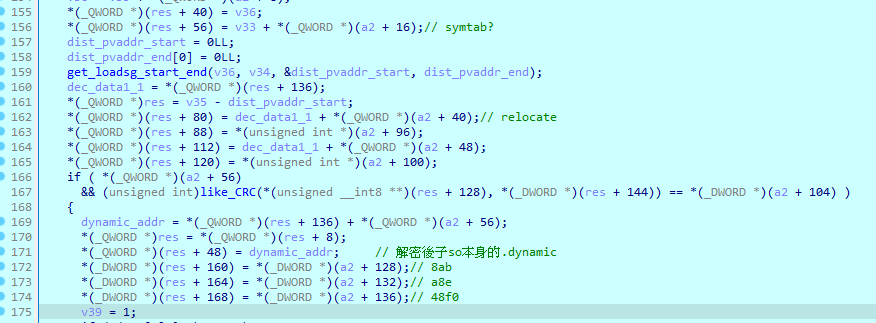 155 *(_QWORD *)(res + 40) = v36;
156 *(_QWORD *)(res + 56) = v33 + *(_QWORD *)(a2 + 16);// symtab?
157 dist_pvaddr_start = 0LL;
158 dist_pvaddr_end[0] = 0LL;
159 get_loadsg_start_end(v36, v34, &dist_pvaddr_start, dist_pvaddr_end);
160 dec_data1_1 = *(_QWORD *)(res + 136);
161 *(_QWORD *)res = v35 - dist_pvaddr_start;
162 *(_QWORD *)(res + 80) = dec_data1_1 + *(_QWORD *)(a2 + 40);// relocate
163 *(_QWORD *)(res + 88) = *(unsigned int *)(a2 + 96);
164 *(_QWORD *)(res + 112) = dec_data1_1 + *(_QWORD *)(a2 + 48);
165 *(_QWORD *)(res + 120) = *(unsigned int *)(a2 + 100);
166 if ( *(_QWORD *)(a2 + 56)
167 && (unsigned int)like_CRC(*(unsigned __int8 **)(res + 128), *(_DWORD *)(res + 144)) == *(_DWORD *)(a2 + 104) )
168 {
169 dynamic_addr = *(_QWORD *)(res + 136) + *(_QWORD *)(a2 + 56);
170 *(_QWORD *)res = *(_QWORD *)(res + 8);
171 *(_QWORD *)(res + 48) = dynamic_addr; // 解密後子so本身的.dynamic
172 *(_DWORD *)(res + 160) = *(_DWORD *)(a2 + 128);// 8ab
173 *(_DWORD *)(res + 164) = *(_DWORD *)(a2 + 132);// a8e
174 *(_DWORD *)(res + 168) = *(_DWORD *)(a2 + 136);// 48f0
175 v39 = 1;